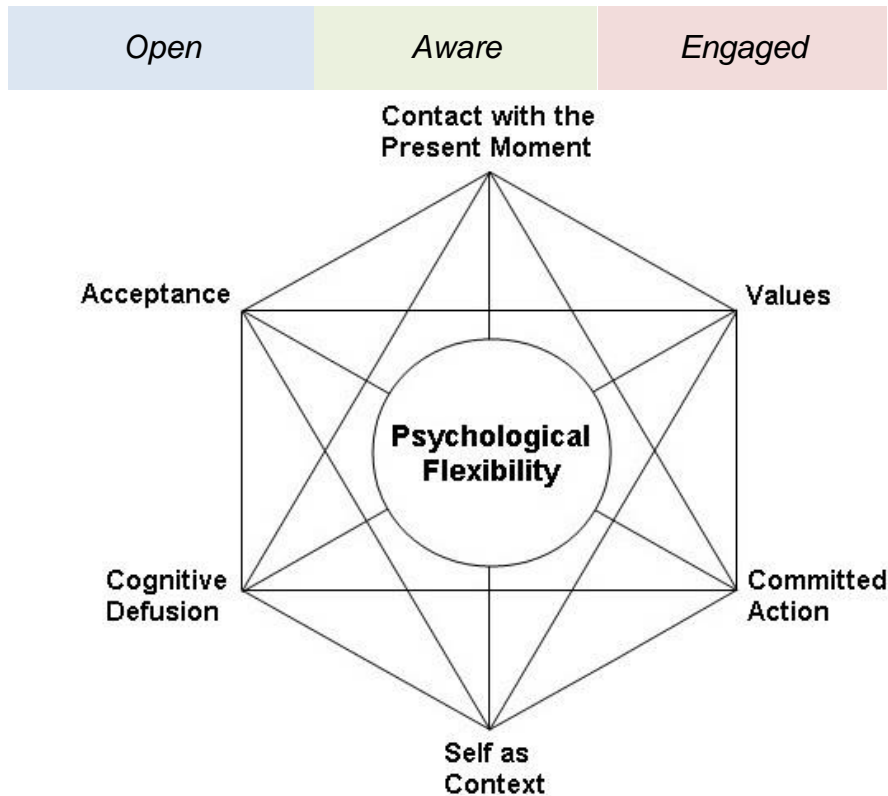 Open
Aware
Engaged
Contact with the
Present Moment
Acceptance
Values
Psychological
Flexibility
Cognitive
Defusion
Committed
Action
Self as
Context